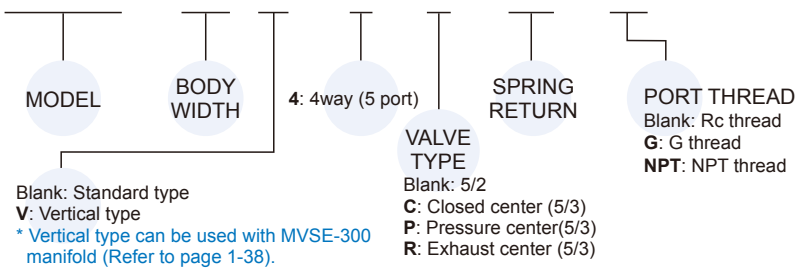 MODEL
BODY
WIDTH
4: 4way (5 port)
VALVE
TYPE
Blank: 5/2
C: Closed center (5/3)
P: Pressure center(5/3)
R: Exhaust center (5/3)
SPRING
RETURN
PORT THREAD
Blank: Rc thread
G: G thread
NPT: NPT thread
Blank: Standard type
V: Vertical type
* Vertical type can be used with MVSE-300
manifold (Refer to page 1-38).